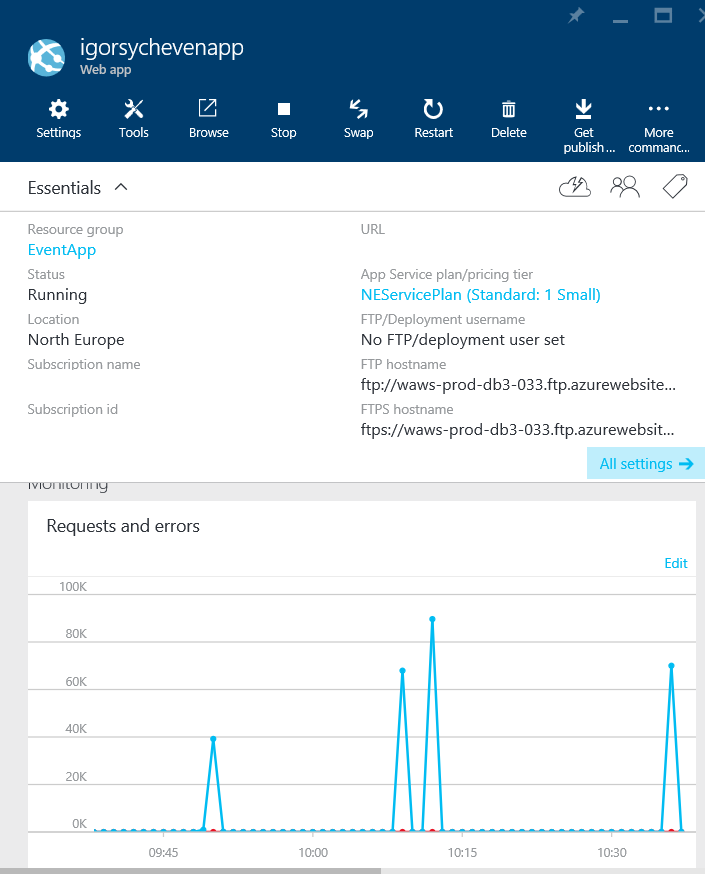 igorsychevenapp
Web app
Settings
Tools
Browse
Stop
Swap
Restart
Delete
Get publish ...
More commanc...
Essentials
Resource group
EventApp
URL
Status
Running
App Service plan/pricing tier
NEServicePlan (Standard: 1 Small)
Location
North Europe
FTP/Deployment username
No FTP/deployment user set
Subscription name
FTP hostname
ftp://waws-prod-db3-033.ftp.azurewebsite...
Subscription id
FTPS hostname
ftps://waws-prod-db3-033.ftp.azurewebsit...
All settings
Monitoring
Requests and errors
Edit
100K
80K
60K
40K
20K
0K
09:45
10:00
10:15
10:30